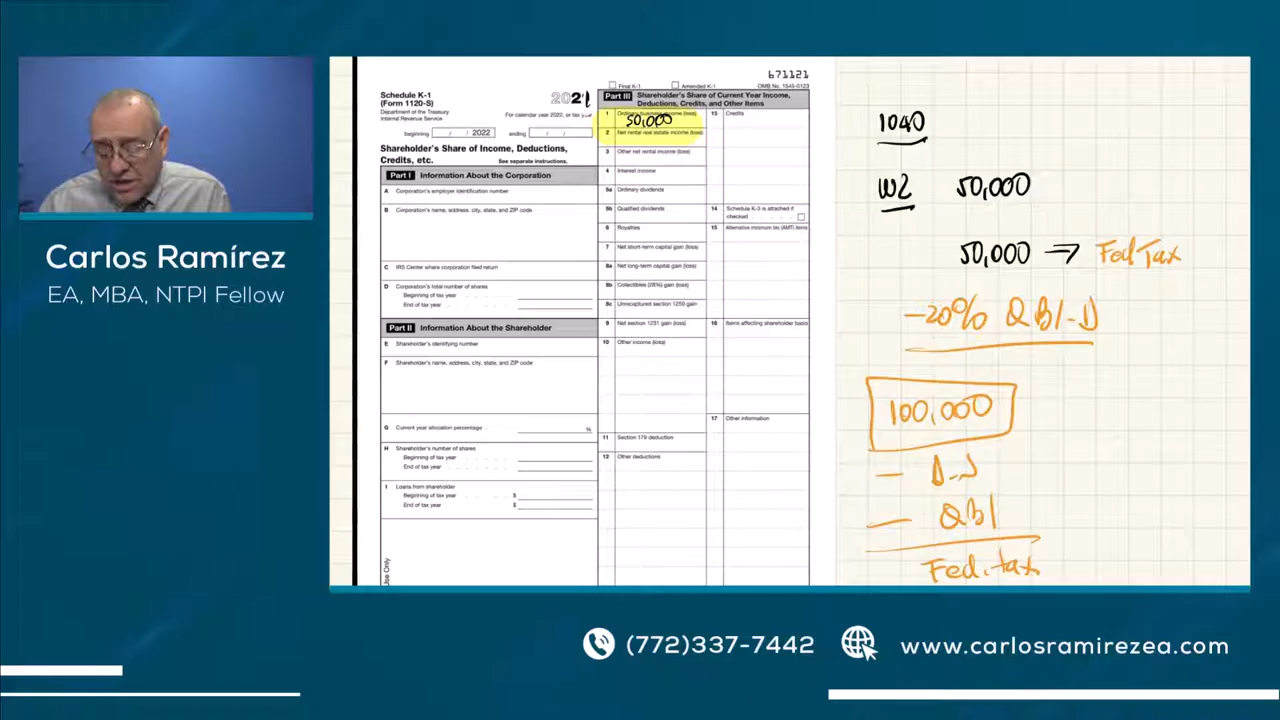 Carlos Ramírez
EA, MBA, NTPI Fellow
671121
Schedule K-1
(Form 1120-S)
Department of the Treasury
Internal Revenue Service
2021
For calendar year 2022, or tax year
beginning / / 2022 ending / /
Shareholder's Share of Income, Deductions,
Credits, etc. See separate instructions.
Part I Information About the Corporation
A Corporation's employer identification number
B Corporation's name, address, city, state, and ZIP code
C IRS Center where corporation filed return
D Corporation's total number of shares
Beginning of tax year
End of tax year
Part II Information About the Shareholder
E Shareholder's identifying number
F Shareholder's name, address, city, state, and ZIP code
G Current year allocation percentage %
H Shareholder's number of shares
Beginning of tax year
End of tax year
I Loans from shareholder
Beginning of tax year $
End of tax year $
Use Only
Final K-1 Amended K-1 OMB No. 1545-0123
Part III Shareholder's Share of Current Year Income,
Deductions, Credits, and Other Items
1 Ordinary business income (loss)
50,000
2 Net rental real estate income (loss)
3 Other net rental income (loss)
4 Interest income
5a Ordinary dividends
5b Qualified dividends
6 Royalties
7 Net short-term capital gain (loss)
8a Net long-term capital gain (loss)
8b Collectibles (28%) gain (loss)
8c Unrecaptured section 1250 gain
9 Net section 1231 gain (loss)
10 Other income (loss)
11 Section 179 deduction
12 Other deductions
13 Credits
14 Schedule K-3 is attached if
checked
15 Alternative minimum tax (AMT) items
16 Items affecting shareholder basis
17 Other information
1040
W2 50,000
50,000 → Fed Tax
-20% QBI-D
100,000
- D.D
- QBI
Fed. tax
(772)337-7442
www.carlosramirezea.com